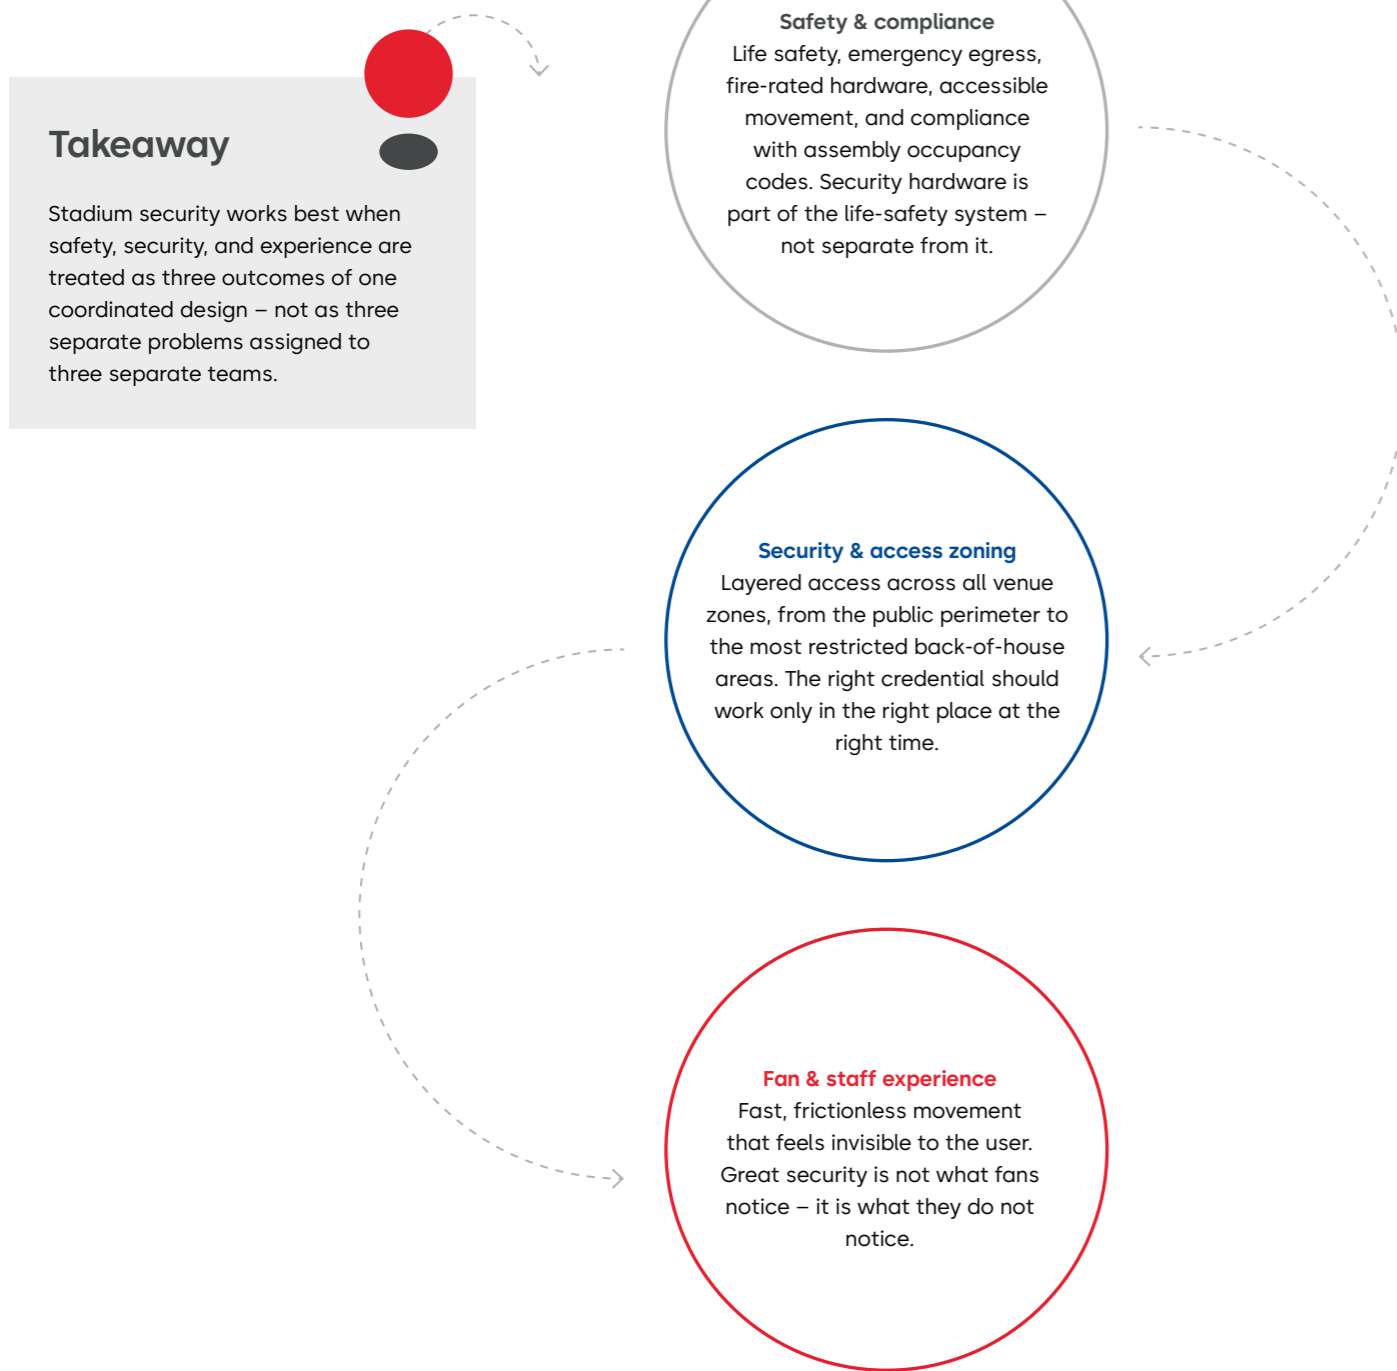 Takeaway
Stadium security works best when
safety, security, and experience are
treated as three outcomes of one
coordinated design – not as three
separate problems assigned to
three separate teams.
Safety & compliance
Life safety, emergency egress,
fire-rated hardware, accessible
movement, and compliance
with assembly occupancy
codes. Security hardware is
part of the life-safety system –
not separate from it.
Security & access zoning
Layered access across all venue
zones, from the public perimeter to
the most restricted back-of-house
areas. The right credential should
work only in the right place at the
right time.
Fan & staff experience
Fast, frictionless movement
that feels invisible to the user.
Great security is not what fans
notice – it is what they do not
notice.